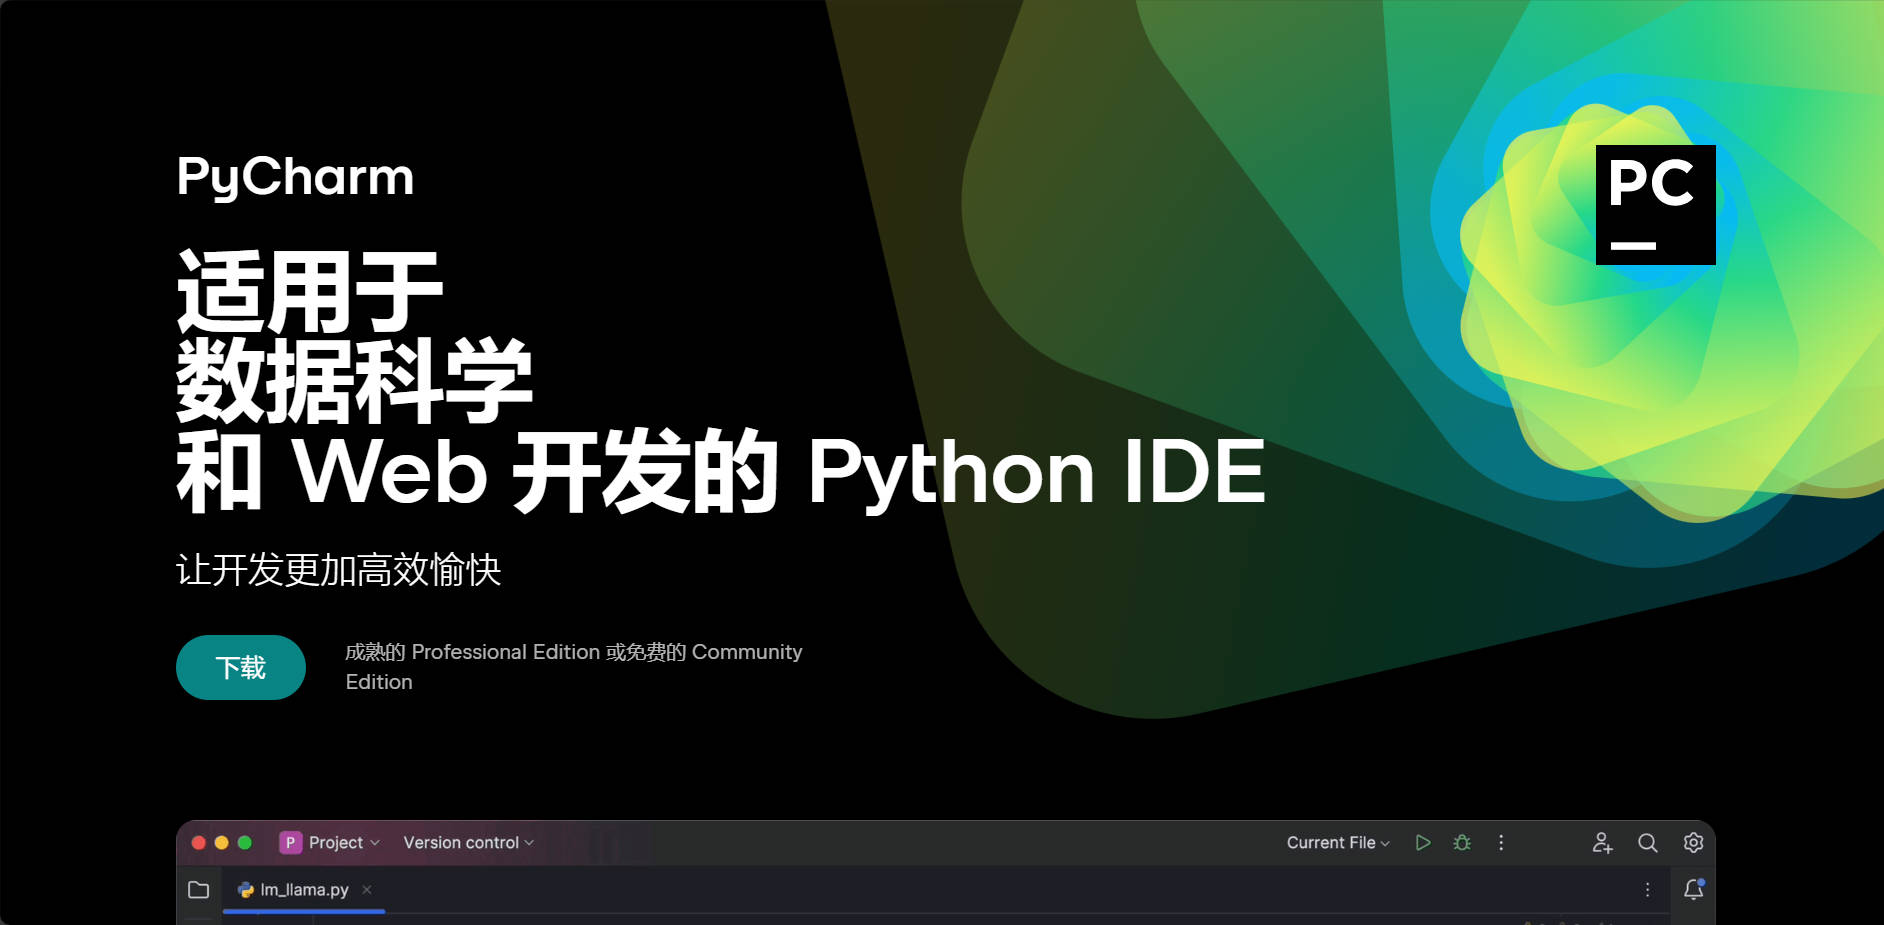 PyCharm
PC
适用于
数据科学
和 Web 开发的 Python IDE
让开发更加高效愉快
下载
成熟的 Professional Edition 或免费的 Community
Edition
P Project Version control Current File
lm_llama.py